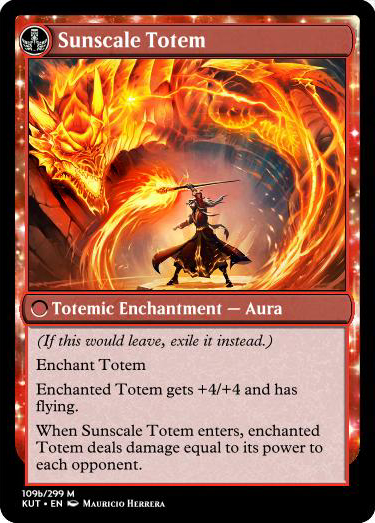 Sunscale Totem
Totemic Enchantment — Aura
(If this would leave, exile it instead.)
Enchant Totem
Enchanted Totem gets +4/+4 and has
flying.
When Sunscale Totem enters, enchanted
Totem deals damage equal to its power to
each opponent.
109b/299 M
KUT • EN Mauricio Herrera